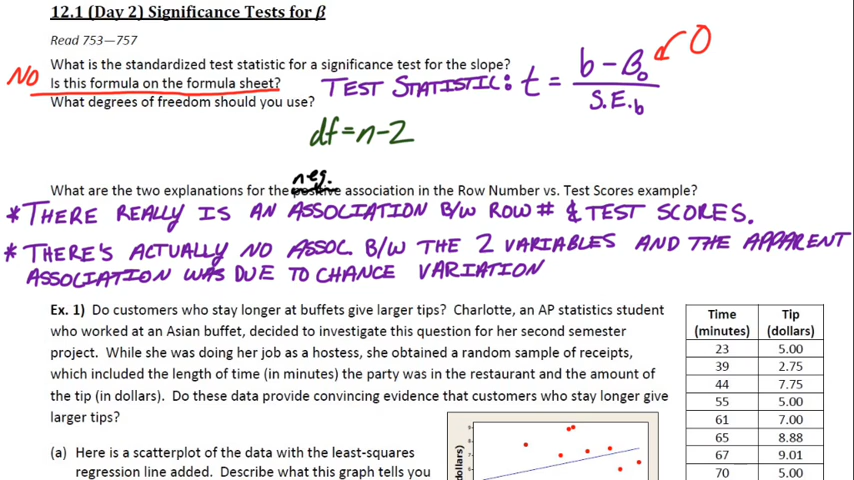 12.1 (Day 2) Significance Tests for β
Read 753—757
What is the standardized test statistic for a significance test for the slope?
NO Is this formula on the formula sheet?
TEST STATISTIC: t = b - β₀ / S.E.b
0
What degrees of freedom should you use?
df = n-2
neg.
What are the two explanations for the positive association in the Row Number vs. Test Scores example?
* THERE REALLY IS AN ASSOCIATION B/W ROW # & TEST SCORES.
* THERE'S ACTUALLY NO ASSOC. B/W THE 2 VARIABLES AND THE APPARENT
ASSOCIATION WAS DUE TO CHANCE VARIATION
Ex. 1) Do customers who stay longer at buffets give larger tips? Charlotte, an AP statistics student
who worked at an Asian buffet, decided to investigate this question for her second semester
project. While she was doing her job as a hostess, she obtained a random sample of receipts,
which included the length of time (in minutes) the party was in the restaurant and the amount of
the tip (in dollars). Do these data provide convincing evidence that customers who stay longer give
larger tips?
Time (minutes) Tip (dollars)
23 5.00
39 2.75
44 7.75
55 5.00
61 7.00
65 8.88
67 9.01
70 5.00
(a) Here is a scatterplot of the data with the least-squares
regression line added. Describe what this graph tells you
dollars)
9
8
7
6